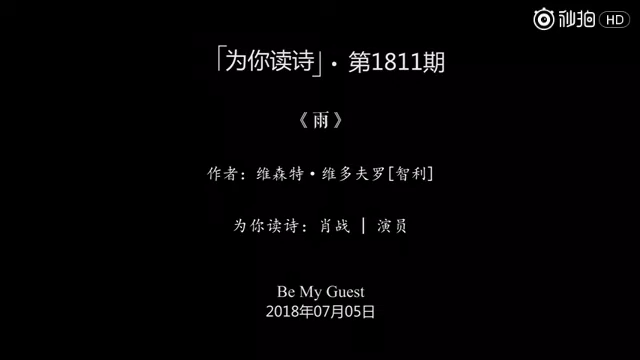 秒拍 HD
「为你读诗」· 第1811期
《 雨 》
作者：维森特·维多夫罗[智利]
为你读诗：肖战 | 演员
Be My Guest
2018年07月05日